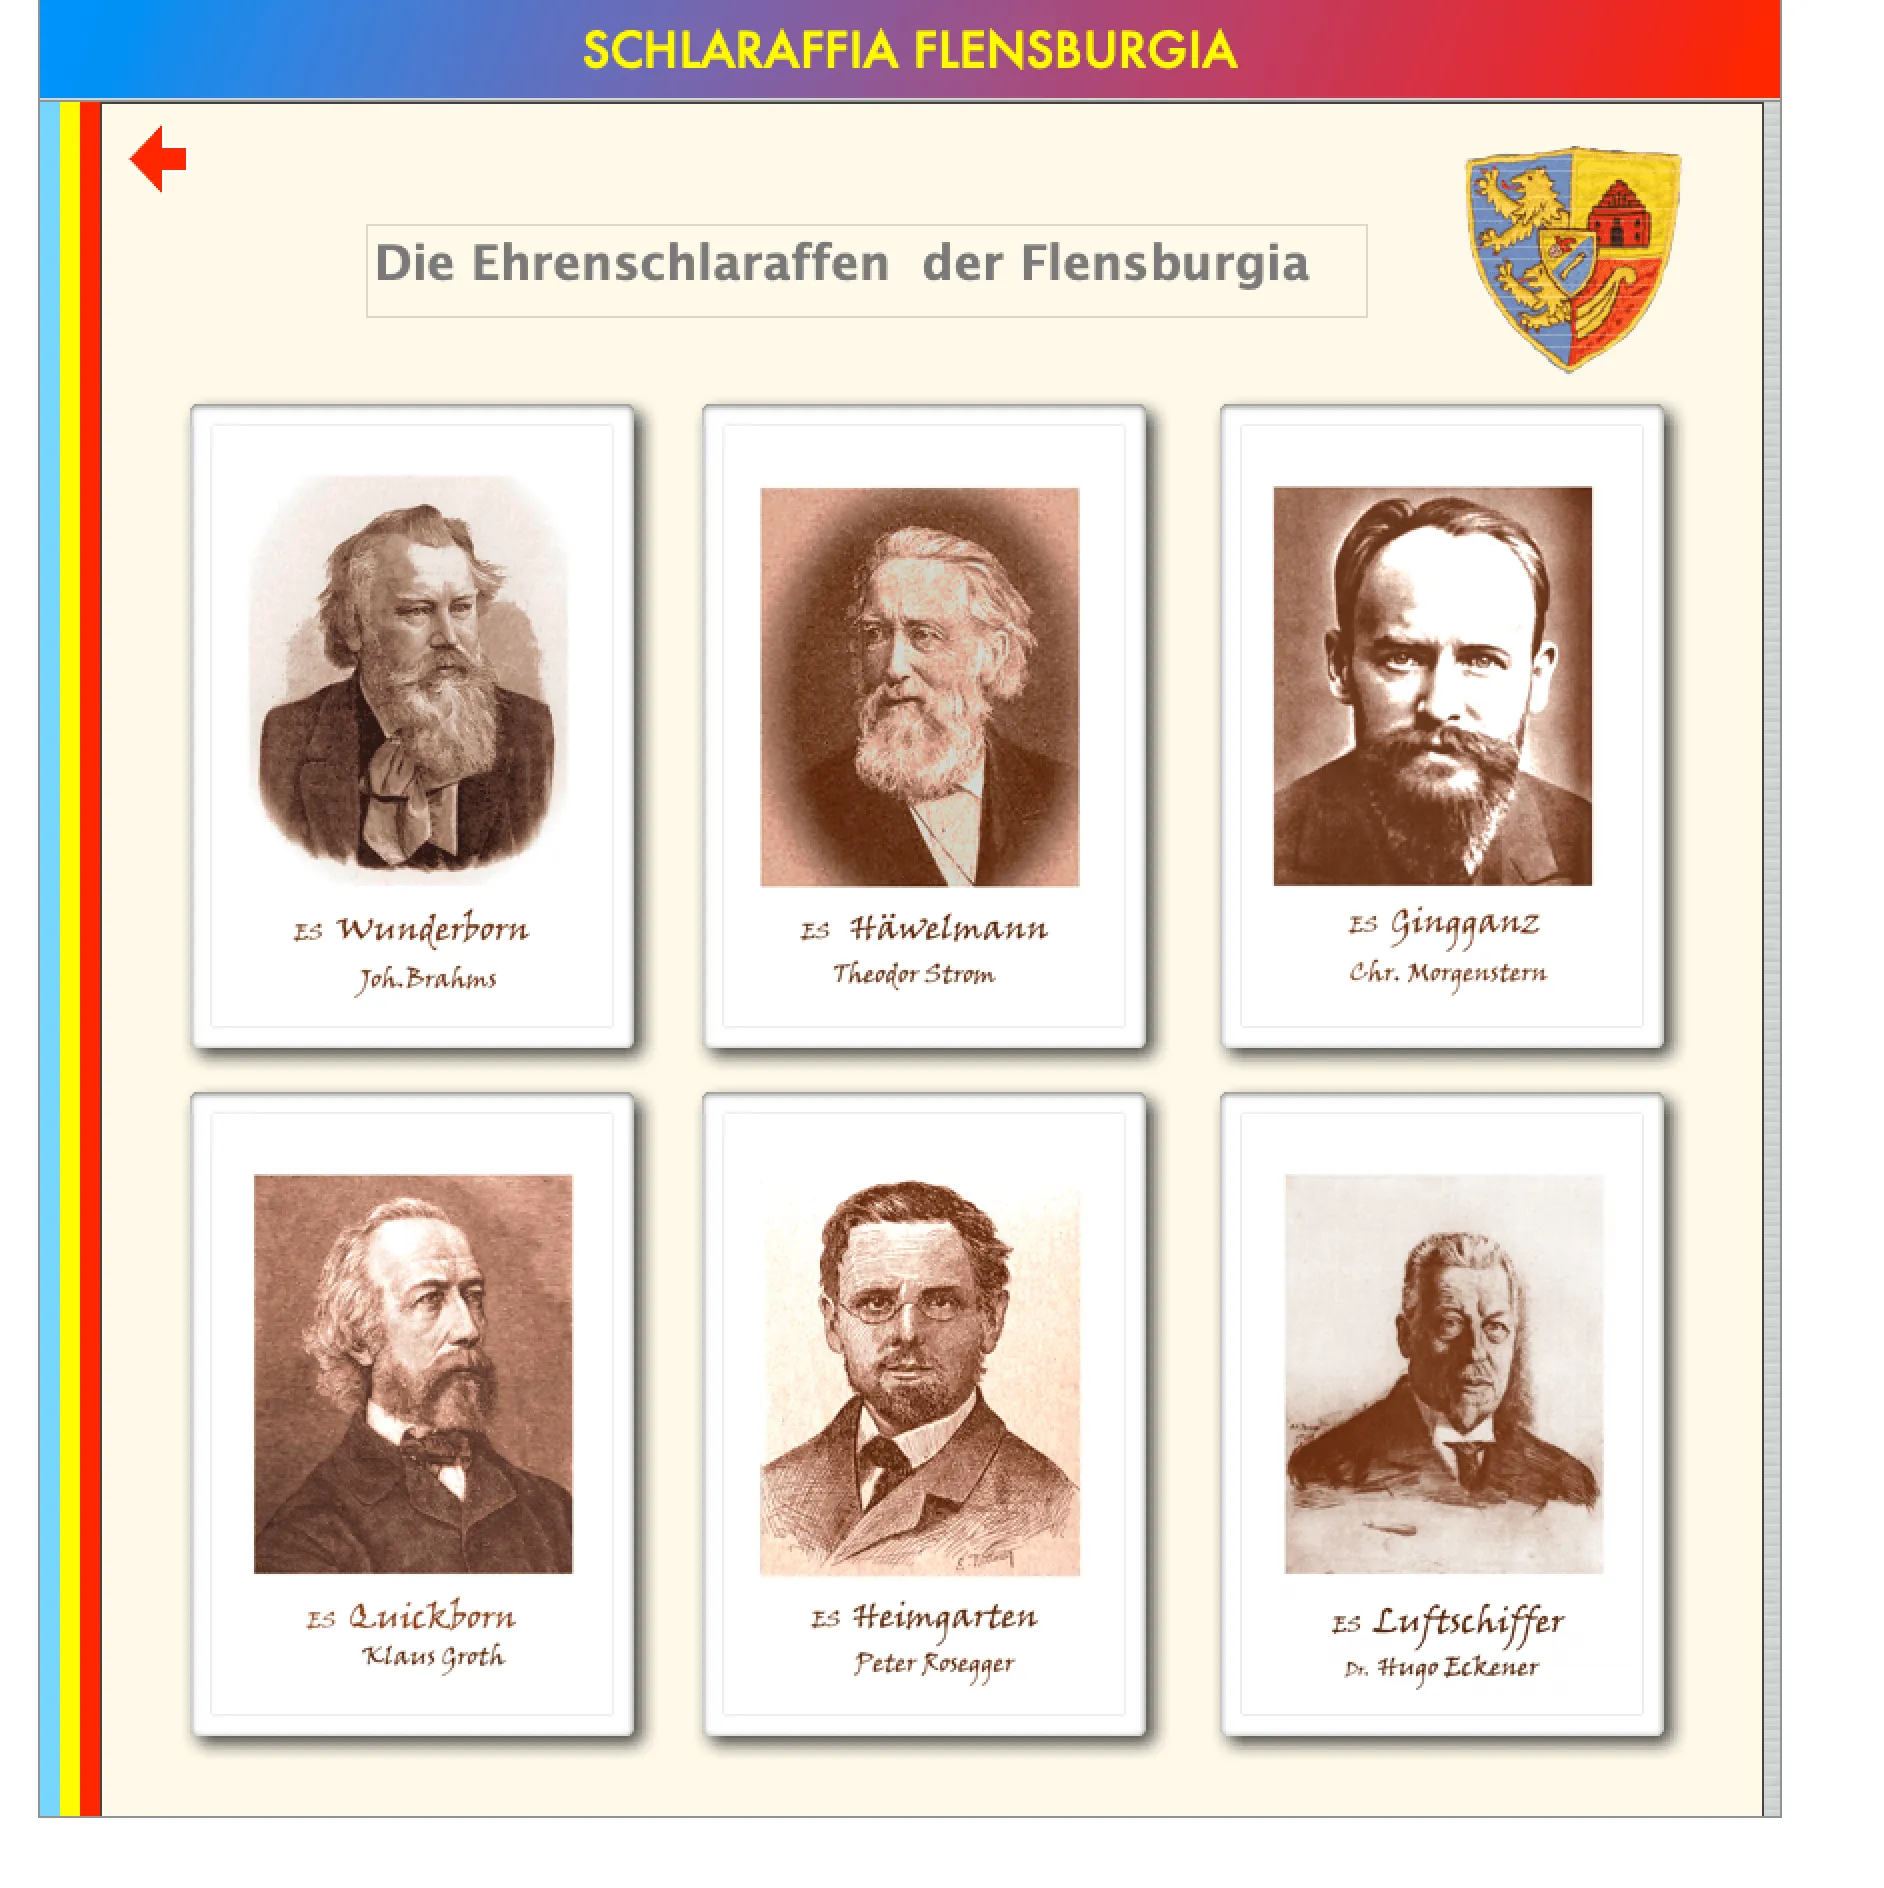 SCHLARAFFIA FLENSBURGIA
Die Ehrenschlaraffen der Flensburgia
ES Wunderborn
Joh.Brahms
ES Häwelmann
Theodor Strom
ES Gingganz
Chr. Morgenstern
ES Quickborn
Klaus Groth
ES Heimgarten
Peter Rosegger
ES Luftschiffer
Dr. Hugo Eckener